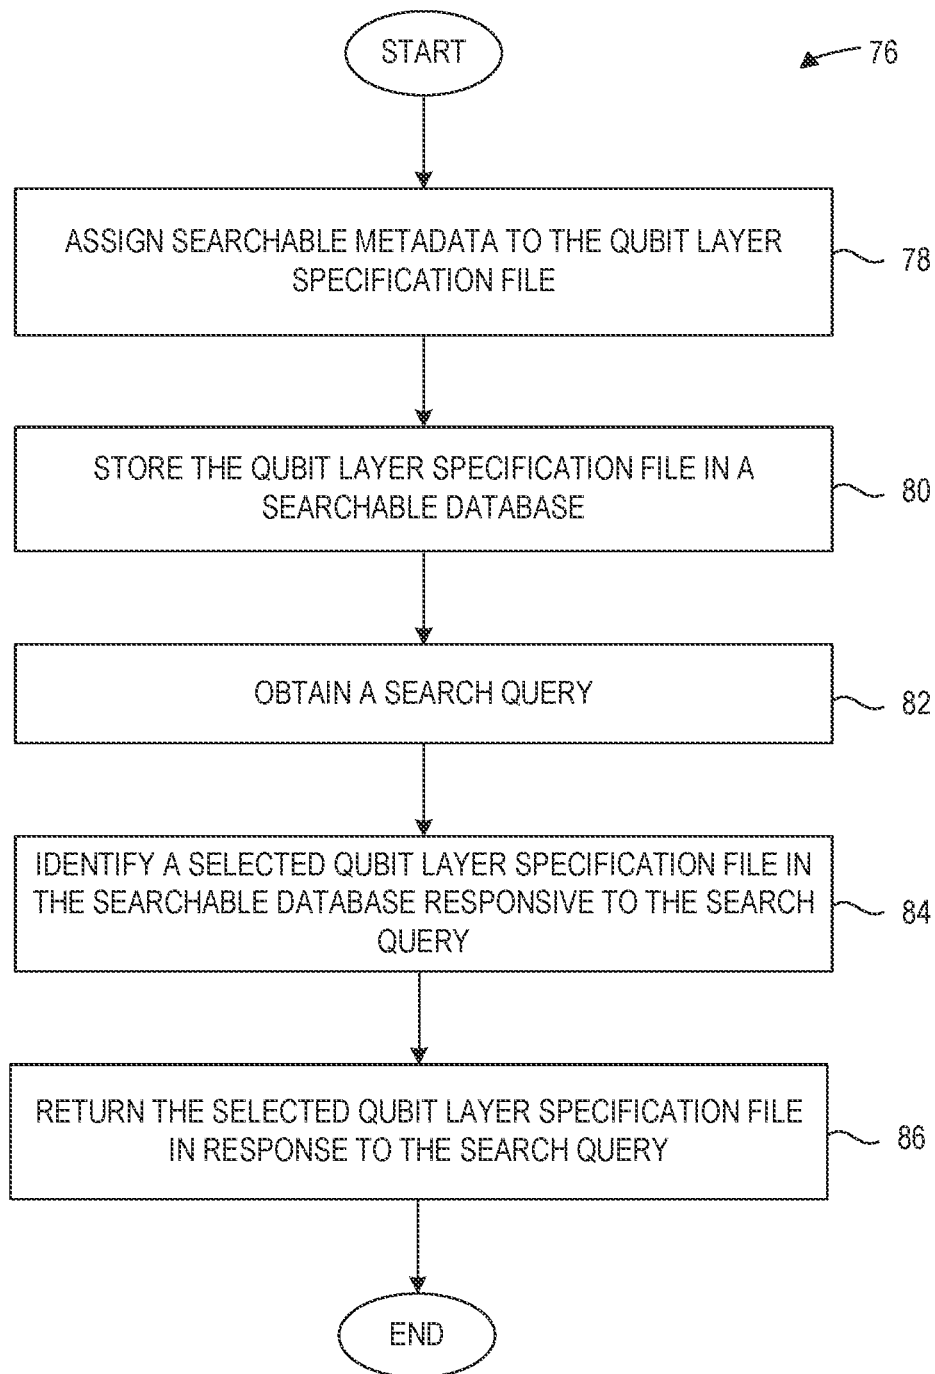 START
76
ASSIGN SEARCHABLE METADATA TO THE QUBIT LAYER
SPECIFICATION FILE
78
STORE THE QUBIT LAYER SPECIFICATION FILE IN A
SEARCHABLE DATABASE
80
OBTAIN A SEARCH QUERY
82
IDENTIFY A SELECTED QUBIT LAYER SPECIFICATION FILE IN
THE SEARCHABLE DATABASE RESPONSIVE TO THE SEARCH
QUERY
84
RETURN THE SELECTED QUBIT LAYER SPECIFICATION FILE
IN RESPONSE TO THE SEARCH QUERY
86
END